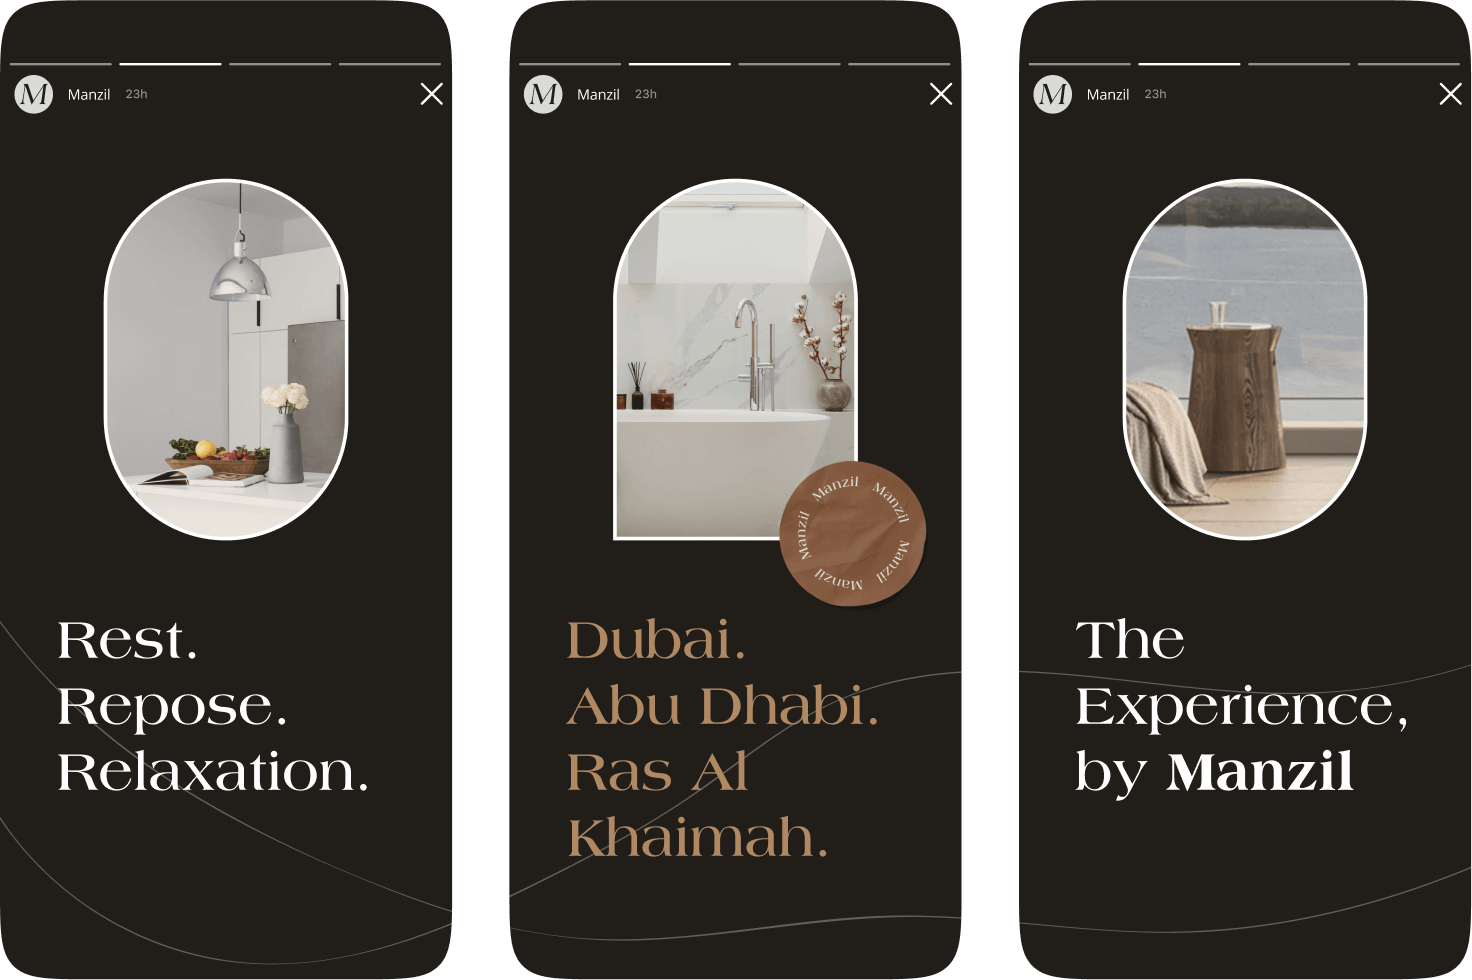 M Manzil 23h
Rest.
Repose.
Relaxation.
M Manzil 23h
Manzil Manzil Manzil Manzil Manzil Manzil
Dubai.
Abu Dhabi.
Ras Al
Khaimah.
M Manzil 23h
The
Experience,
by Manzil